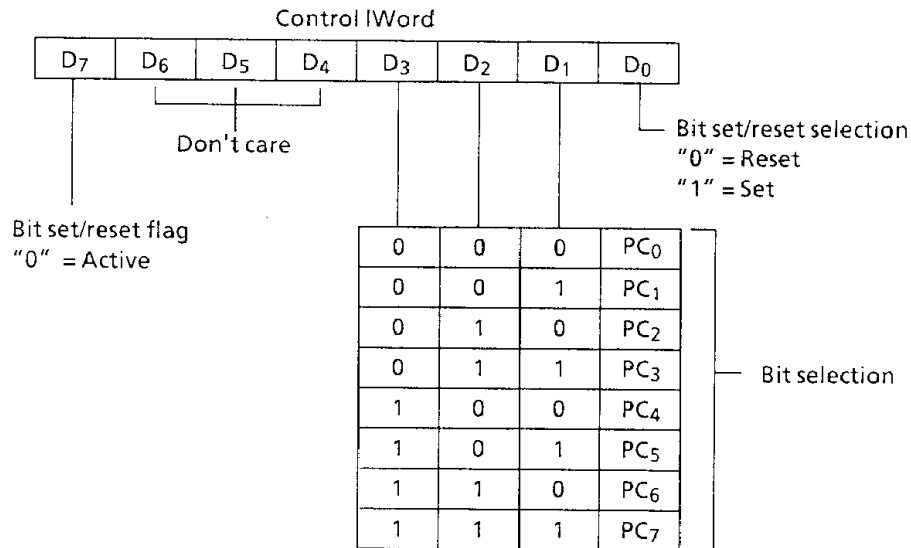 Control IWord
D7 D6 D5 D4 D3 D2 D1 D0
Don't care
Bit set/reset selection
"0" = Reset
"1" = Set
Bit set/reset flag
"0" = Active
0 0 0 PC0
0 0 1 PC1
0 1 0 PC2
0 1 1 PC3
1 0 0 PC4
1 0 1 PC5
1 1 0 PC6
1 1 1 PC7
Bit selection